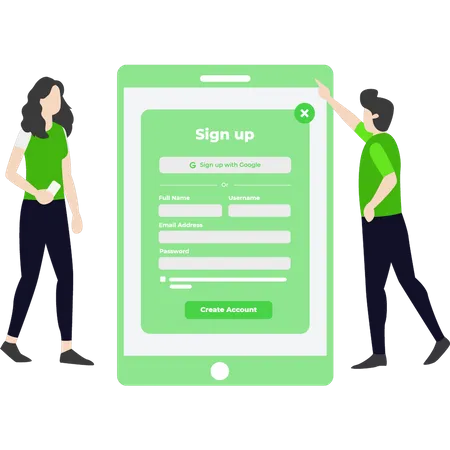 Sign up
G Sign up with Google
Or
Full Name Username
Email Address
Password
Create Account